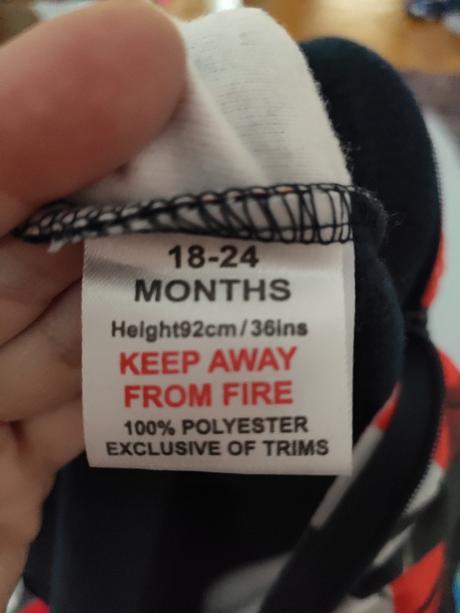 18-24
MONTHS
Height92cm/36ins
KEEP AWAY
FROM FIRE
100% POLYESTER
EXCLUSIVE OF TRIMS